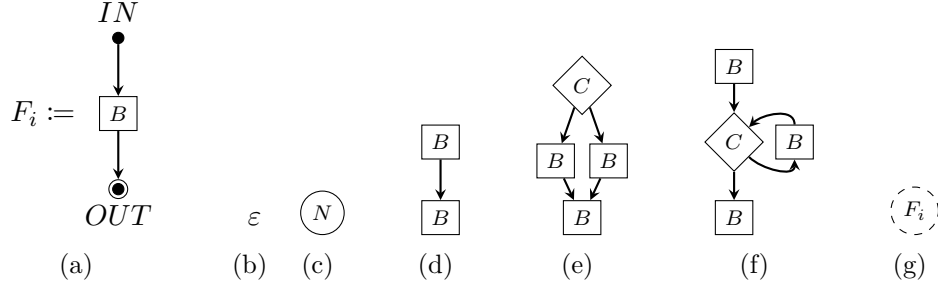 IN
F_i := B
OUT
(a)
ε
(b)
N
(c)
B
B
(d)
C
B B
B
(e)
B
C B
B
(f)
F_i
(g)